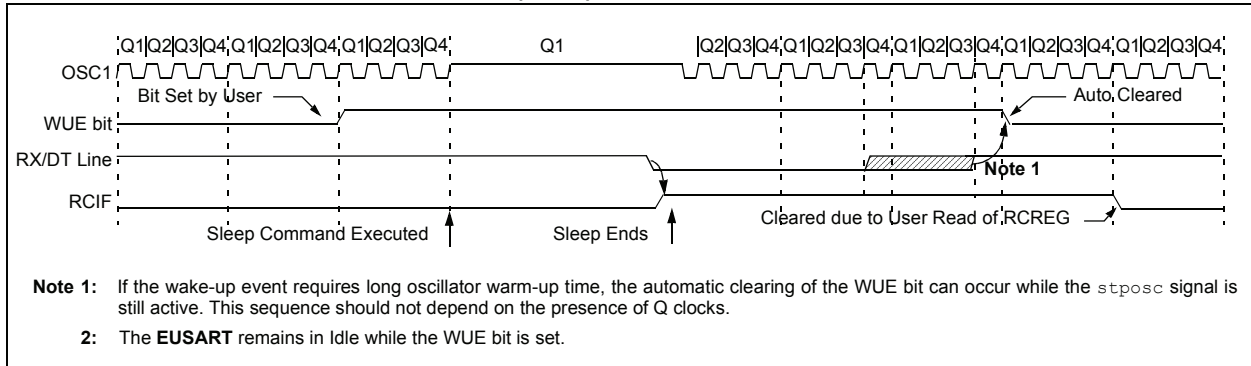 Q1|Q2|Q3|Q4|Q1|Q2|Q3|Q4|Q1|Q2|Q3|Q4 Q1 |Q2|Q3|Q4|Q1|Q2|Q3|Q4|Q1|Q2|Q3|Q4|Q1|Q2|Q3|Q4|Q1|Q2|Q3|Q4
OSC1
Bit Set by User
Auto Cleared
WUE bit
RX/DT Line
Note 1
RCIF
Cleared due to User Read of RCREG
Sleep Command Executed
Sleep Ends
Note 1: If the wake-up event requires long oscillator warm-up time, the automatic clearing of the WUE bit can occur while the stposc signal is
still active. This sequence should not depend on the presence of Q clocks.
2: The EUSART remains in Idle while the WUE bit is set.